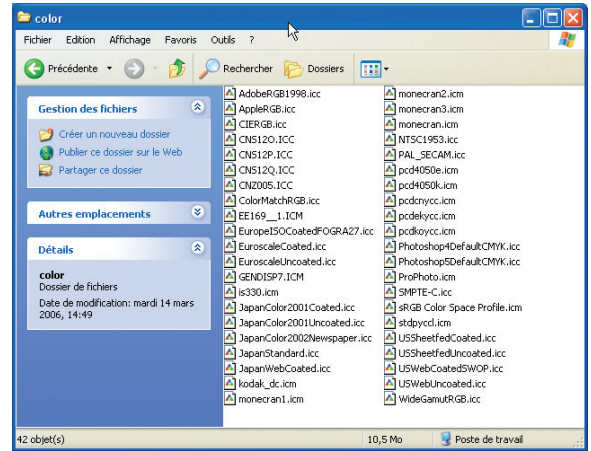 color
Fichier Edition Affichage Favoris Outils ?
Précédente Rechercher Dossiers
Gestion des fichiers
Créer un nouveau dossier
Publier ce dossier sur le Web
Partager ce dossier
Autres emplacements
Détails
color
Dossier de fichiers
Date de modification: mardi 14 mars
2006, 14:49
AdobeRGB1998.icc
AppleRGB.icc
CIERGB.icc
CNS12O.ICC
CNS12P.ICC
CNS12Q.ICC
CNZ005.ICC
ColorMatchRGB.icc
EE169__1.ICM
EuropeISOCoatedFOGRA27.icc
EuroscaleCoated.icc
EuroscaleUncoated.icc
GENDISP7.ICM
is330.icm
JapanColor2001Coated.icc
JapanColor2001Uncoated.icc
JapanColor2002Newspaper.icc
JapanStandard.icc
JapanWebCoated.icc
kodak_dc.icm
monecran1.icm
monecran2.icm
monecran3.icm
monecran.icm
NTSC1953.icc
PAL_SECAM.icc
pcd4050e.icm
pcd4050k.icm
pcdcnycc.icm
pcdekycc.icm
pcdkoycc.icm
Photoshop4DefaultCMYK.icc
Photoshop5DefaultCMYK.icc
ProPhoto.icm
SMPTE-C.icc
sRGB Color Space Profile.icm
stdpyccl.icm
USSheetfedCoated.icc
USSheetfedUncoated.icc
USWebCoatedSWOP.icc
USWebUncoated.icc
WideGamutRGB.icc
42 objet(s) 10,5 Mo Poste de travail